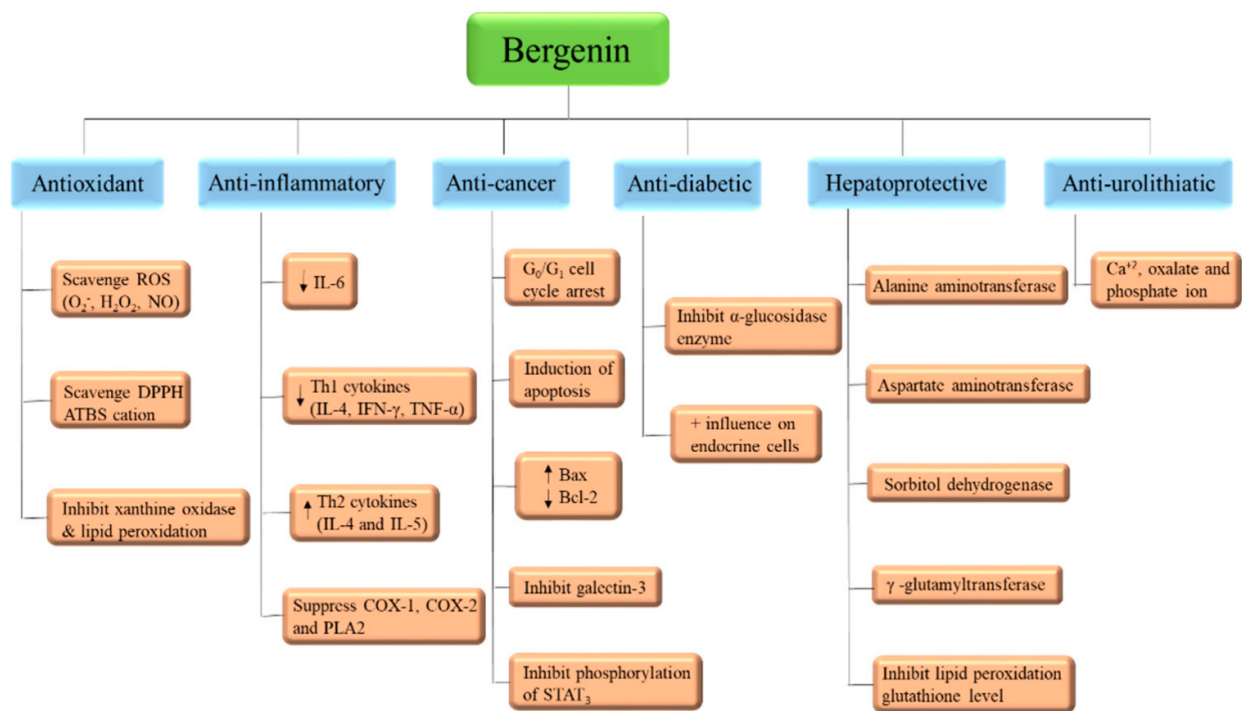 Bergenin
Antioxidant
Scavenge ROS
(O₂⁻, H₂O₂, NO)
Scavenge DPPH
ATBS cation
Inhibit xanthine oxidase
& lipid peroxidation
Anti-inflammatory
↓ IL-6
↓ Th1 cytokines
(IL-4, IFN-γ, TNF-α)
↑ Th2 cytokines
(IL-4 and IL-5)
Suppress COX-1, COX-2
and PLA2
Anti-cancer
G₀/G₁ cell
cycle arrest
Induction of
apoptosis
↑ Bax
↓ Bcl-2
Inhibit galectin-3
Inhibit phosphorylation
of STAT₃
Anti-diabetic
Inhibit α-glucosidase
enzyme
+ influence on
endocrine cells
Hepatoprotective
Alanine aminotransferase
Aspartate aminotransferase
Sorbitol dehydrogenase
γ -glutamyltransferase
Inhibit lipid peroxidation
glutathione level
Anti-urolithiatic
Ca⁺², oxalate and
phosphate ion